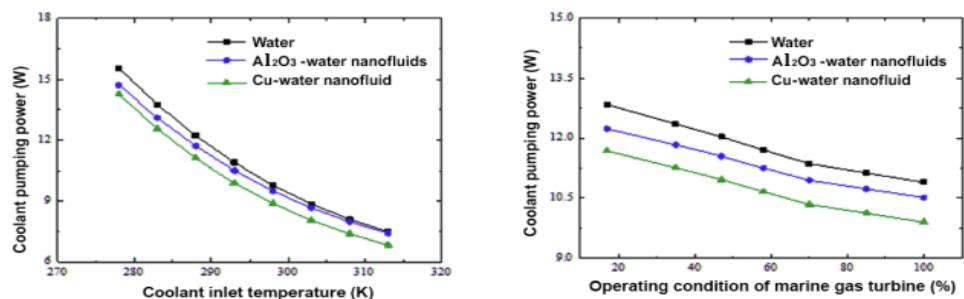 18
15
12
9
6
Coolant pumping power (W)
Water
Al₂O₃ -water nanofluids
Cu-water nanofluid
270 280 290 300 310 320
Coolant inlet temperature (K)
15.0
13.5
12.0
10.5
9.0
Coolant pumping power (W)
Water
Al₂O₃ -water nanofluids
Cu-water nanofluid
20 40 60 80 100
Operating condition of marine gas turbine (%)